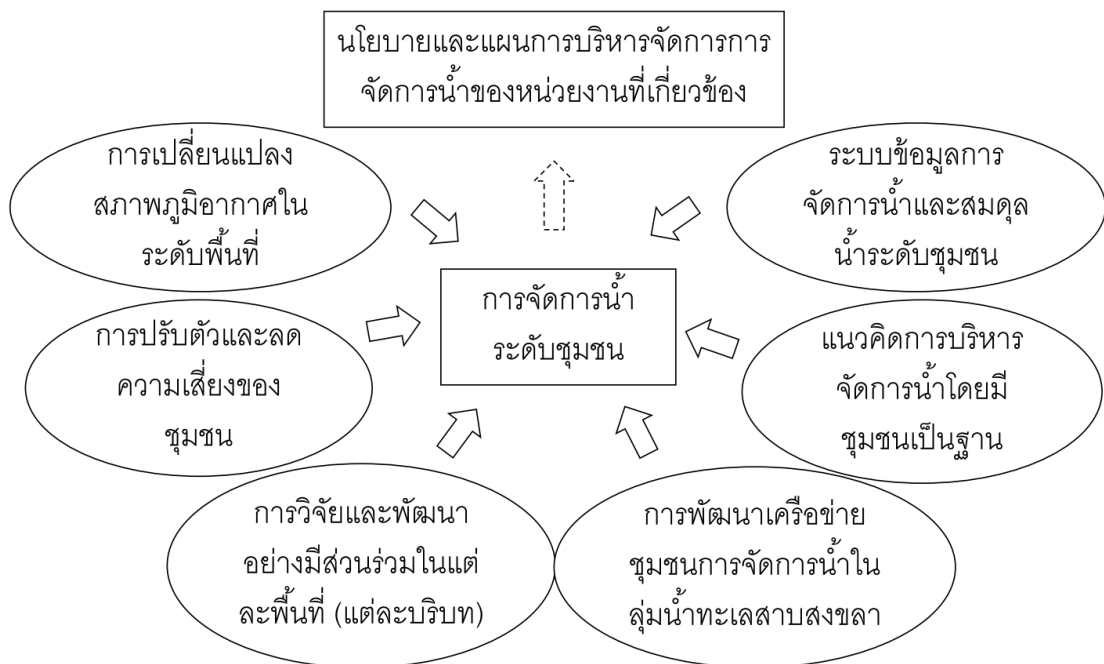 นโยบายและแผนการบริหารจัดการการ
จัดการน้ำของหน่วยงานที่เกี่ยวข้อง
การเปลี่ยนแปลง
สภาพภูมิอากาศใน
ระดับพื้นที่
ระบบข้อมูลการ
จัดการน้ำและสมดุล
น้ำระดับชุมชน
การจัดการน้ำ
ระดับชุมชน
การปรับตัวและลด
ความเสี่ยงของ
ชุมชน
แนวคิดการบริหาร
จัดการน้ำโดยมี
ชุมชนเป็นฐาน
การวิจัยและพัฒนา
อย่างมีส่วนร่วมในแต่
ละพื้นที่ (แต่ละบริบท)
การพัฒนาเครือข่าย
ชุมชนการจัดการน้ำใน
ลุ่มน้ำทะเลสาบสงขลา